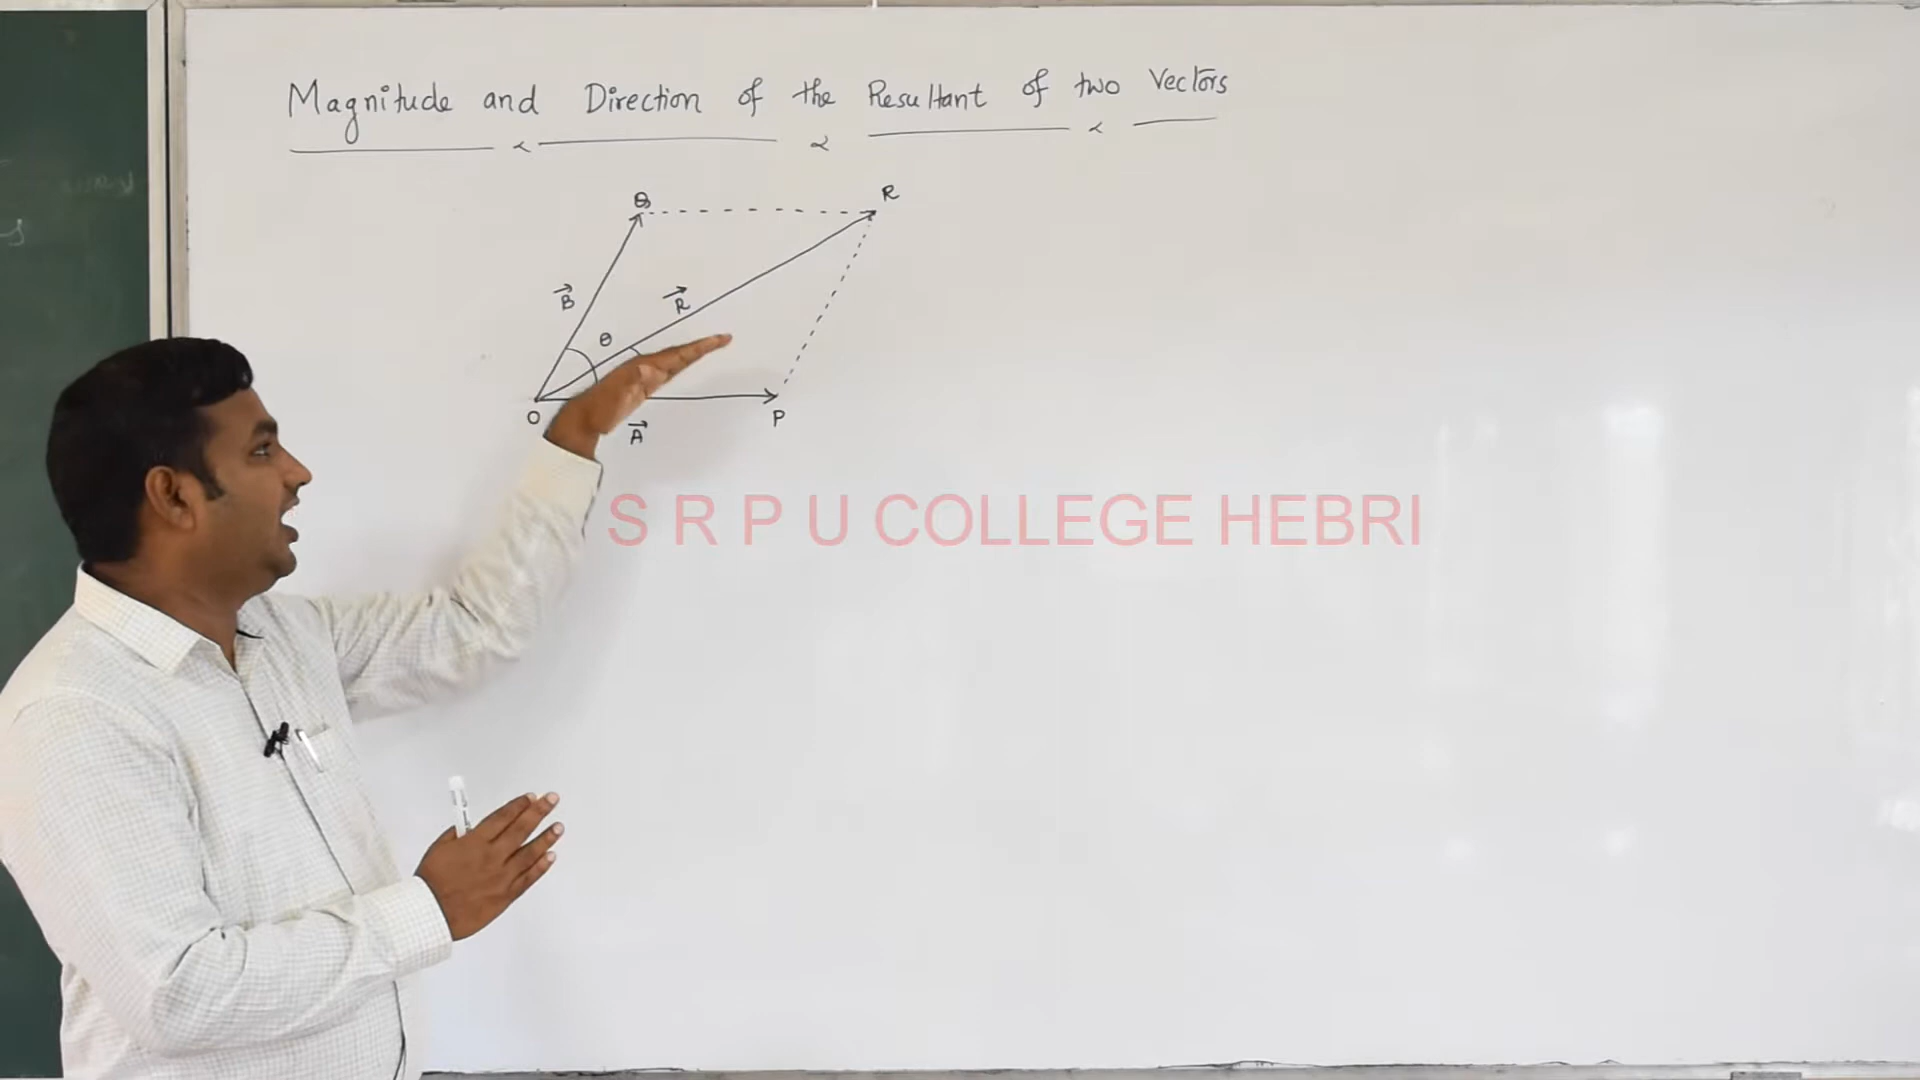 Magnitude and Direction of the Resultant of two Vectors
Q
R
B
R
θ
O
A
P
S R P U COLLEGE HEBRI